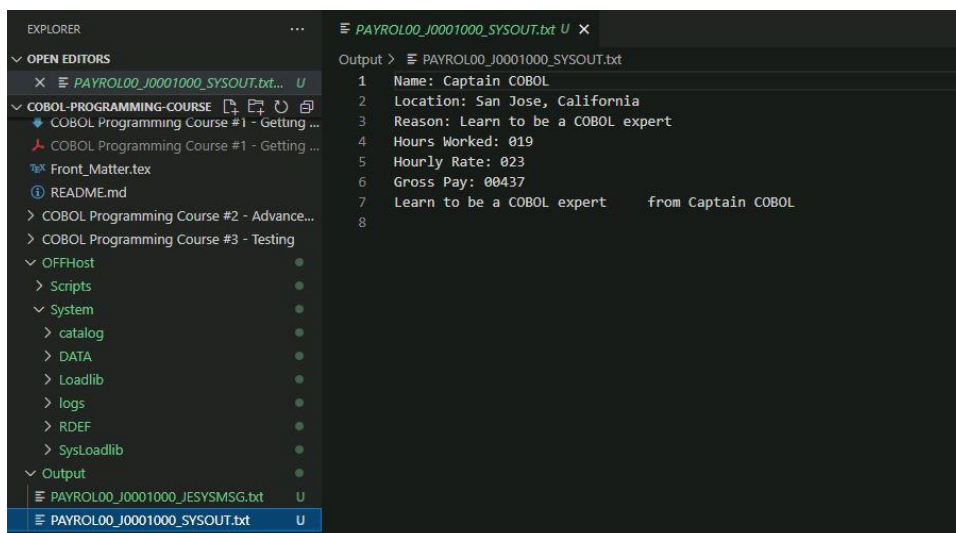 EXPLORER
OPEN EDITORS
PAYROL00_J0001000_SYSOUT.txt... U
COBOL-PROGRAMMING-COURSE
COBOL Programming Course #1 - Getting ...
COBOL Programming Course #1 - Getting ...
TEX Front_Matter.tex
README.md
COBOL Programming Course #2 - Advance...
COBOL Programming Course #3 - Testing
OFFHost
Scripts
System
catalog
DATA
Loadlib
logs
RDEF
SysLoadlib
Output
PAYROL00_J0001000_JESYSMSG.txt U
PAYROL00_J0001000_SYSOUT.txt U
PAYROL00_J0001000_SYSOUT.txt U
Output > PAYROL00_J0001000_SYSOUT.txt
1 Name: Captain COBOL
2 Location: San Jose, California
3 Reason: Learn to be a COBOL expert
4 Hours Worked: 019
5 Hourly Rate: 023
6 Gross Pay: 00437
7 Learn to be a COBOL expert     from Captain COBOL
8